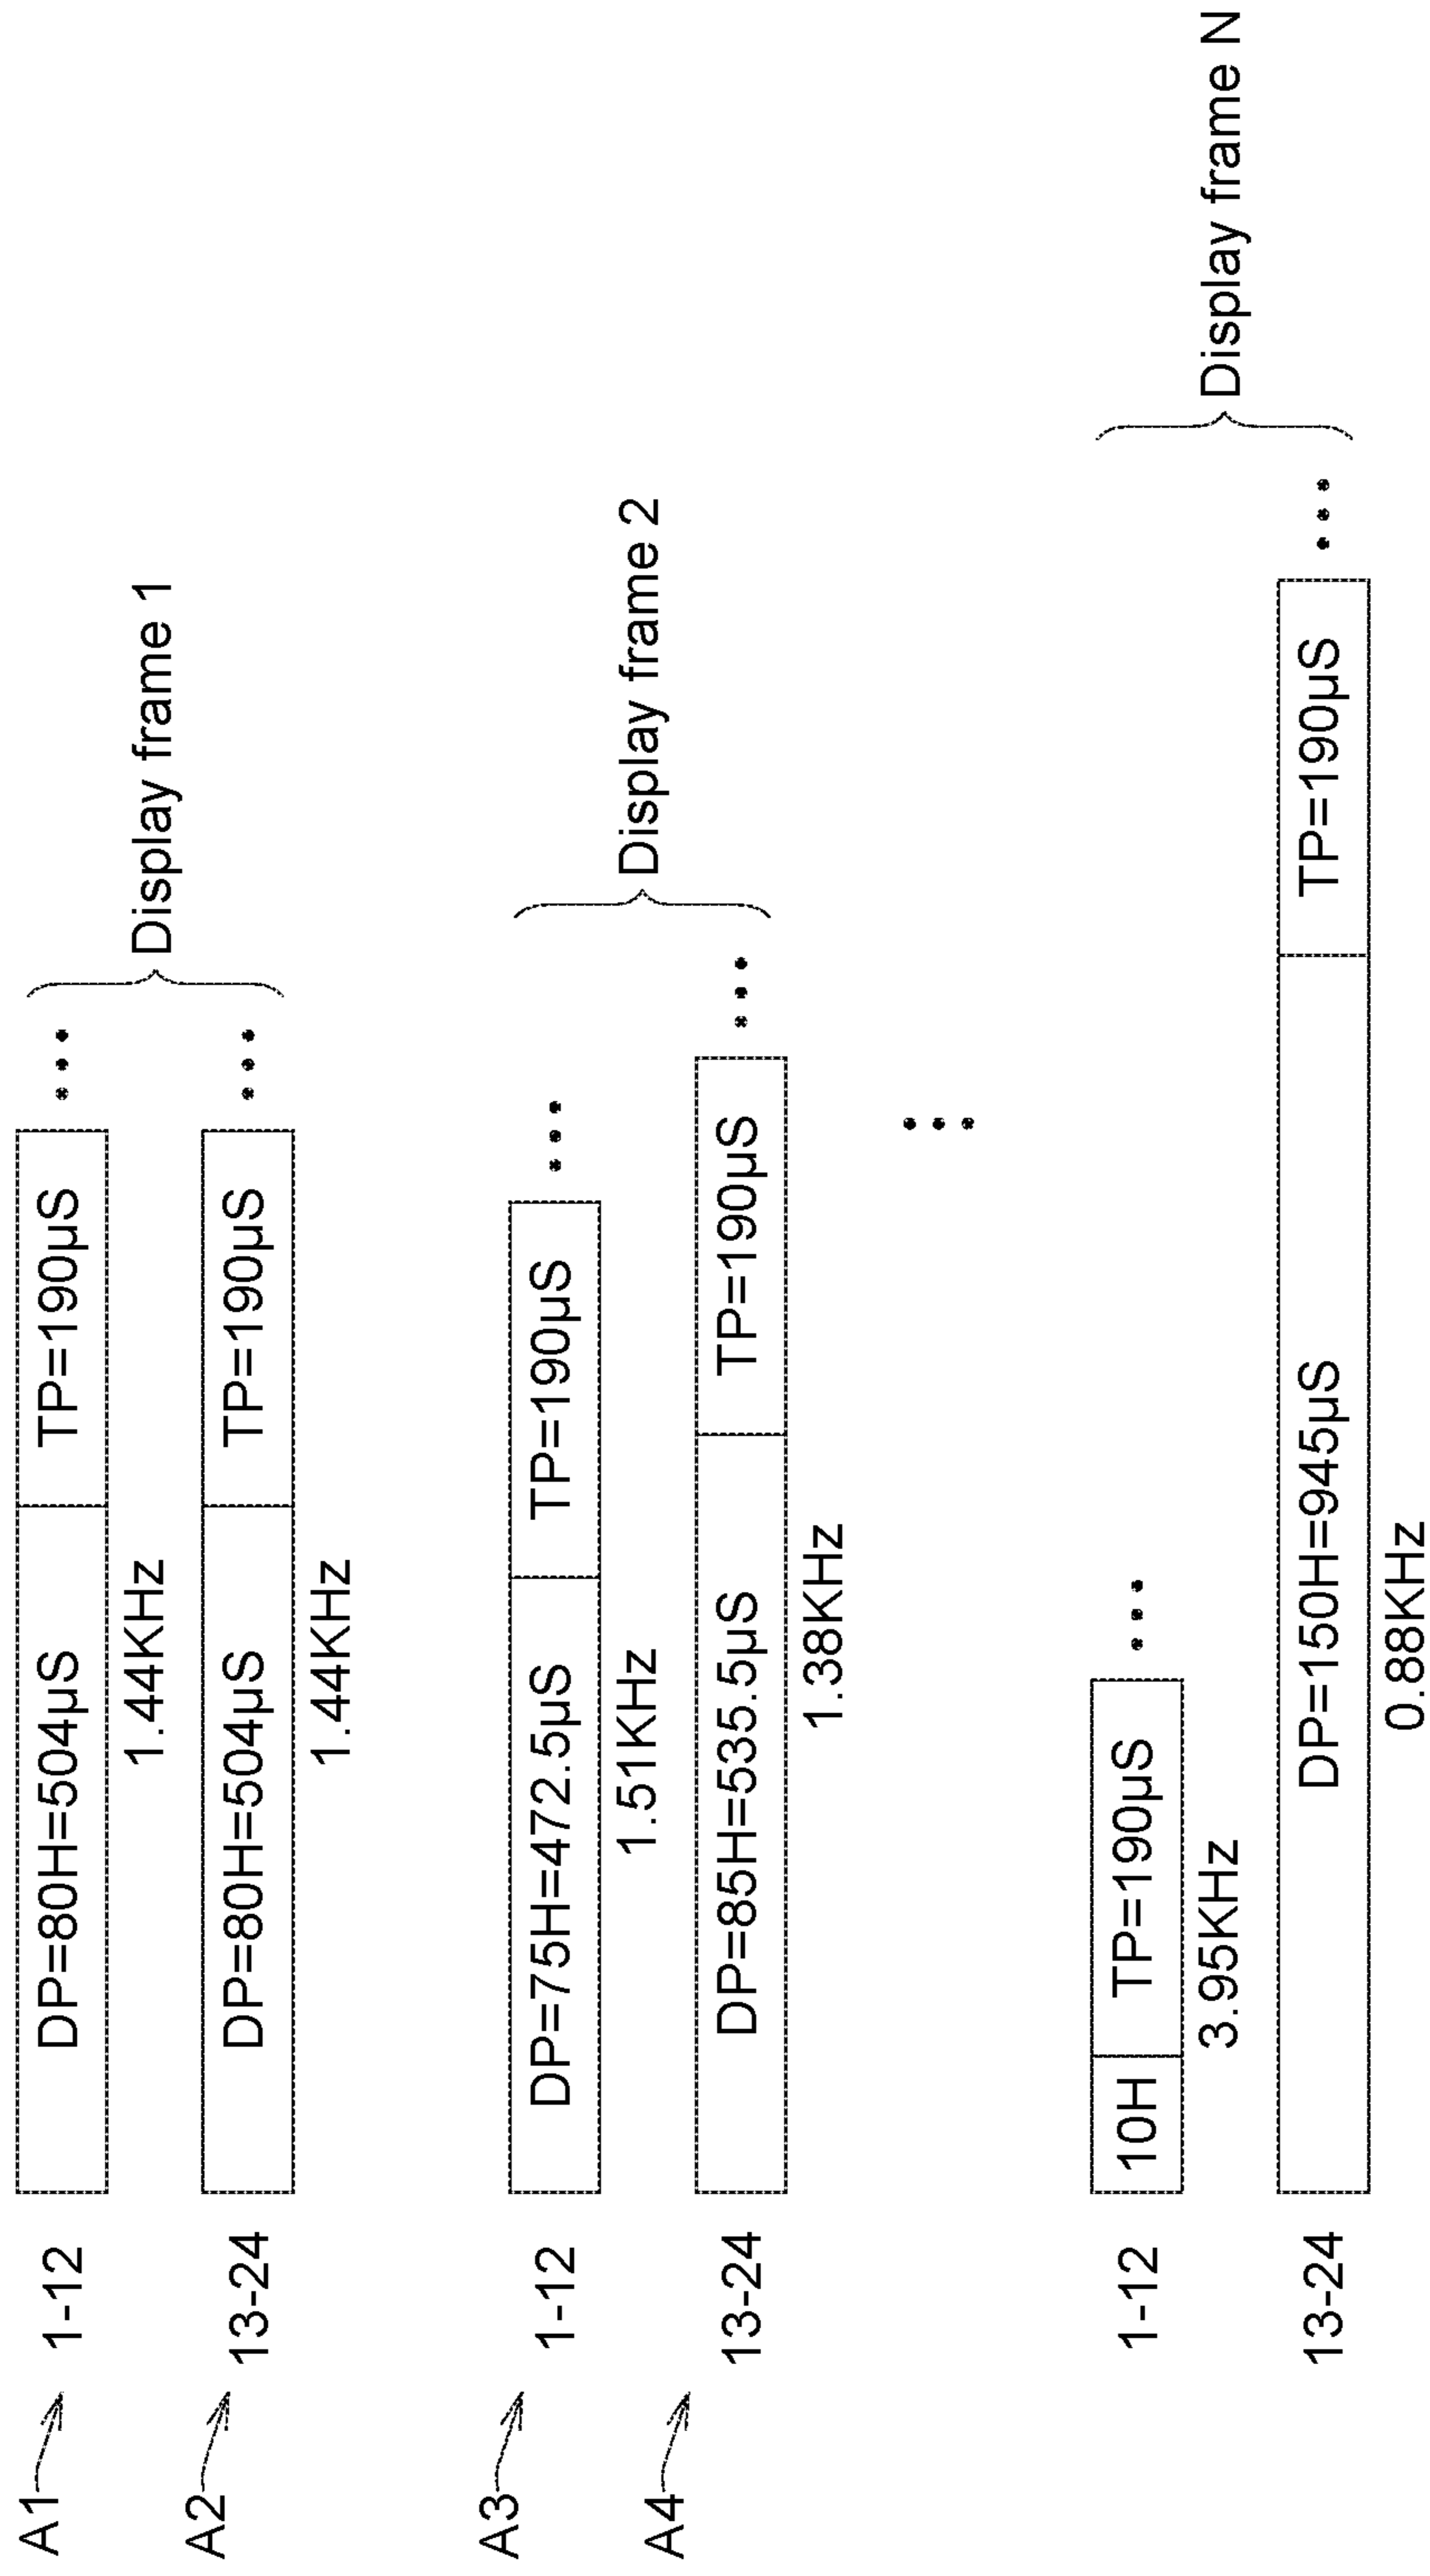 A1
1-12
DP=80H=504µS
TP=190µS
1.44KHz
Display frame 1
A2
13-24
DP=80H=504µS
TP=190µS
1.44KHz
A3
1-12
DP=75H=472.5µS
TP=190µS
1.51KHz
Display frame 2
A4
13-24
DP=85H=535.5µS
TP=190µS
1.38KHz
1-12
10H
TP=190µS
3.95KHz
Display frame N
13-24
DP=150H=945µS
TP=190µS
0.88KHz